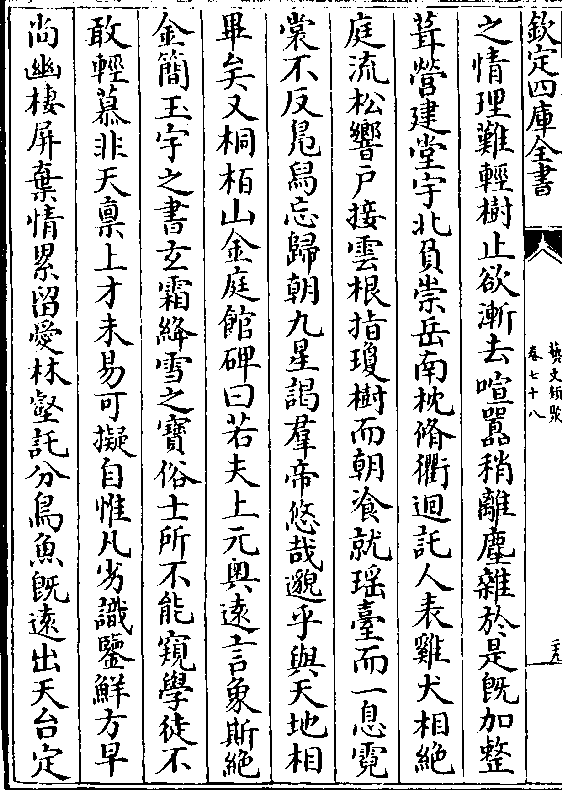 欽定四庫全書
藝文類聚
卷七十八
之情理難輕樹止欲漸去喧囂稍離塵雜於是旣加整
葺營建堂宇北負崇岳南枕脩衢迴託人表雞犬相絶
庭流松響戶接雲根指瓊樹而朝飡就瑶臺而一息霓
裳不反鳧舄忘歸朝九星謁羣帝悠哉邈乎與天地相
畢矣又桐栢山金庭館碑曰若夫上元奥遠言象斯絶
金簡玉字之書玄霜絳雪之寶俗士所不能窺學徒不
敢輕慕非天禀上才未易可擬自惟凡劣識鑒鮮方早
尚幽棲屏棄情累留愛林壑託分鳥魚旣遠出天台定